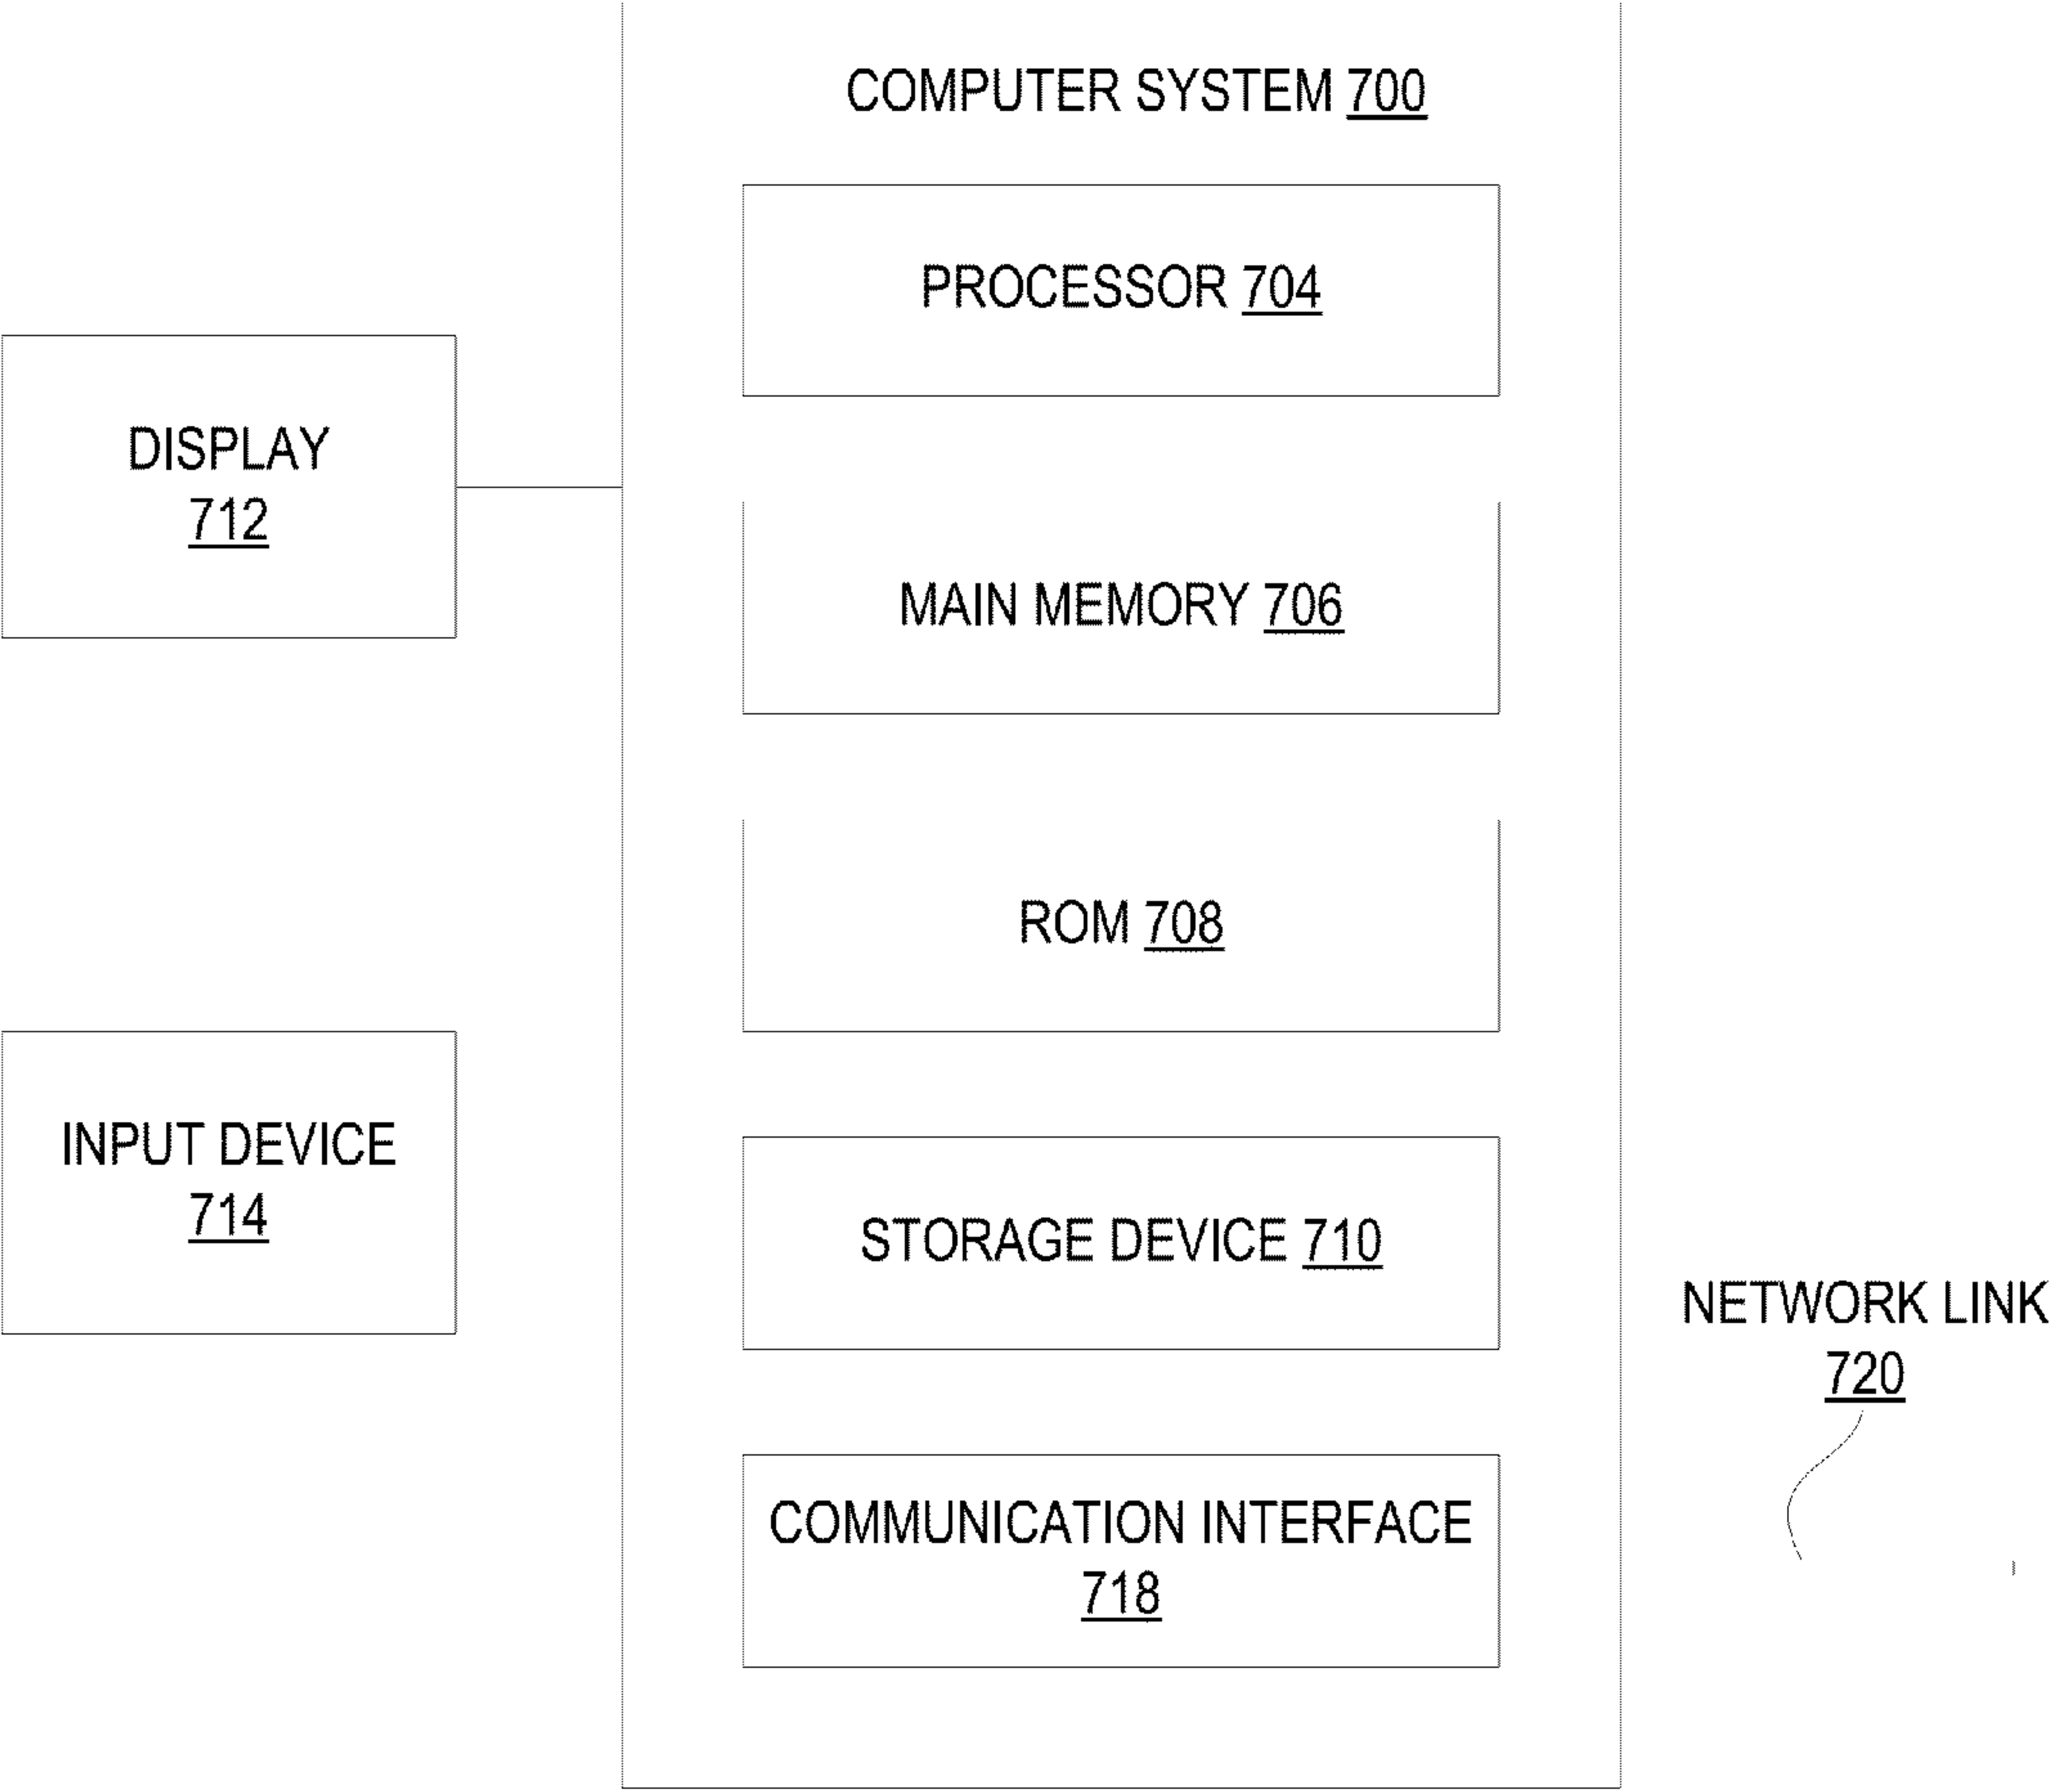 COMPUTER SYSTEM 700
PROCESSOR 704
DISPLAY
712
MAIN MEMORY 706
ROM 708
INPUT DEVICE
714
STORAGE DEVICE 710
NETWORK LINK
720
COMMUNICATION INTERFACE
718